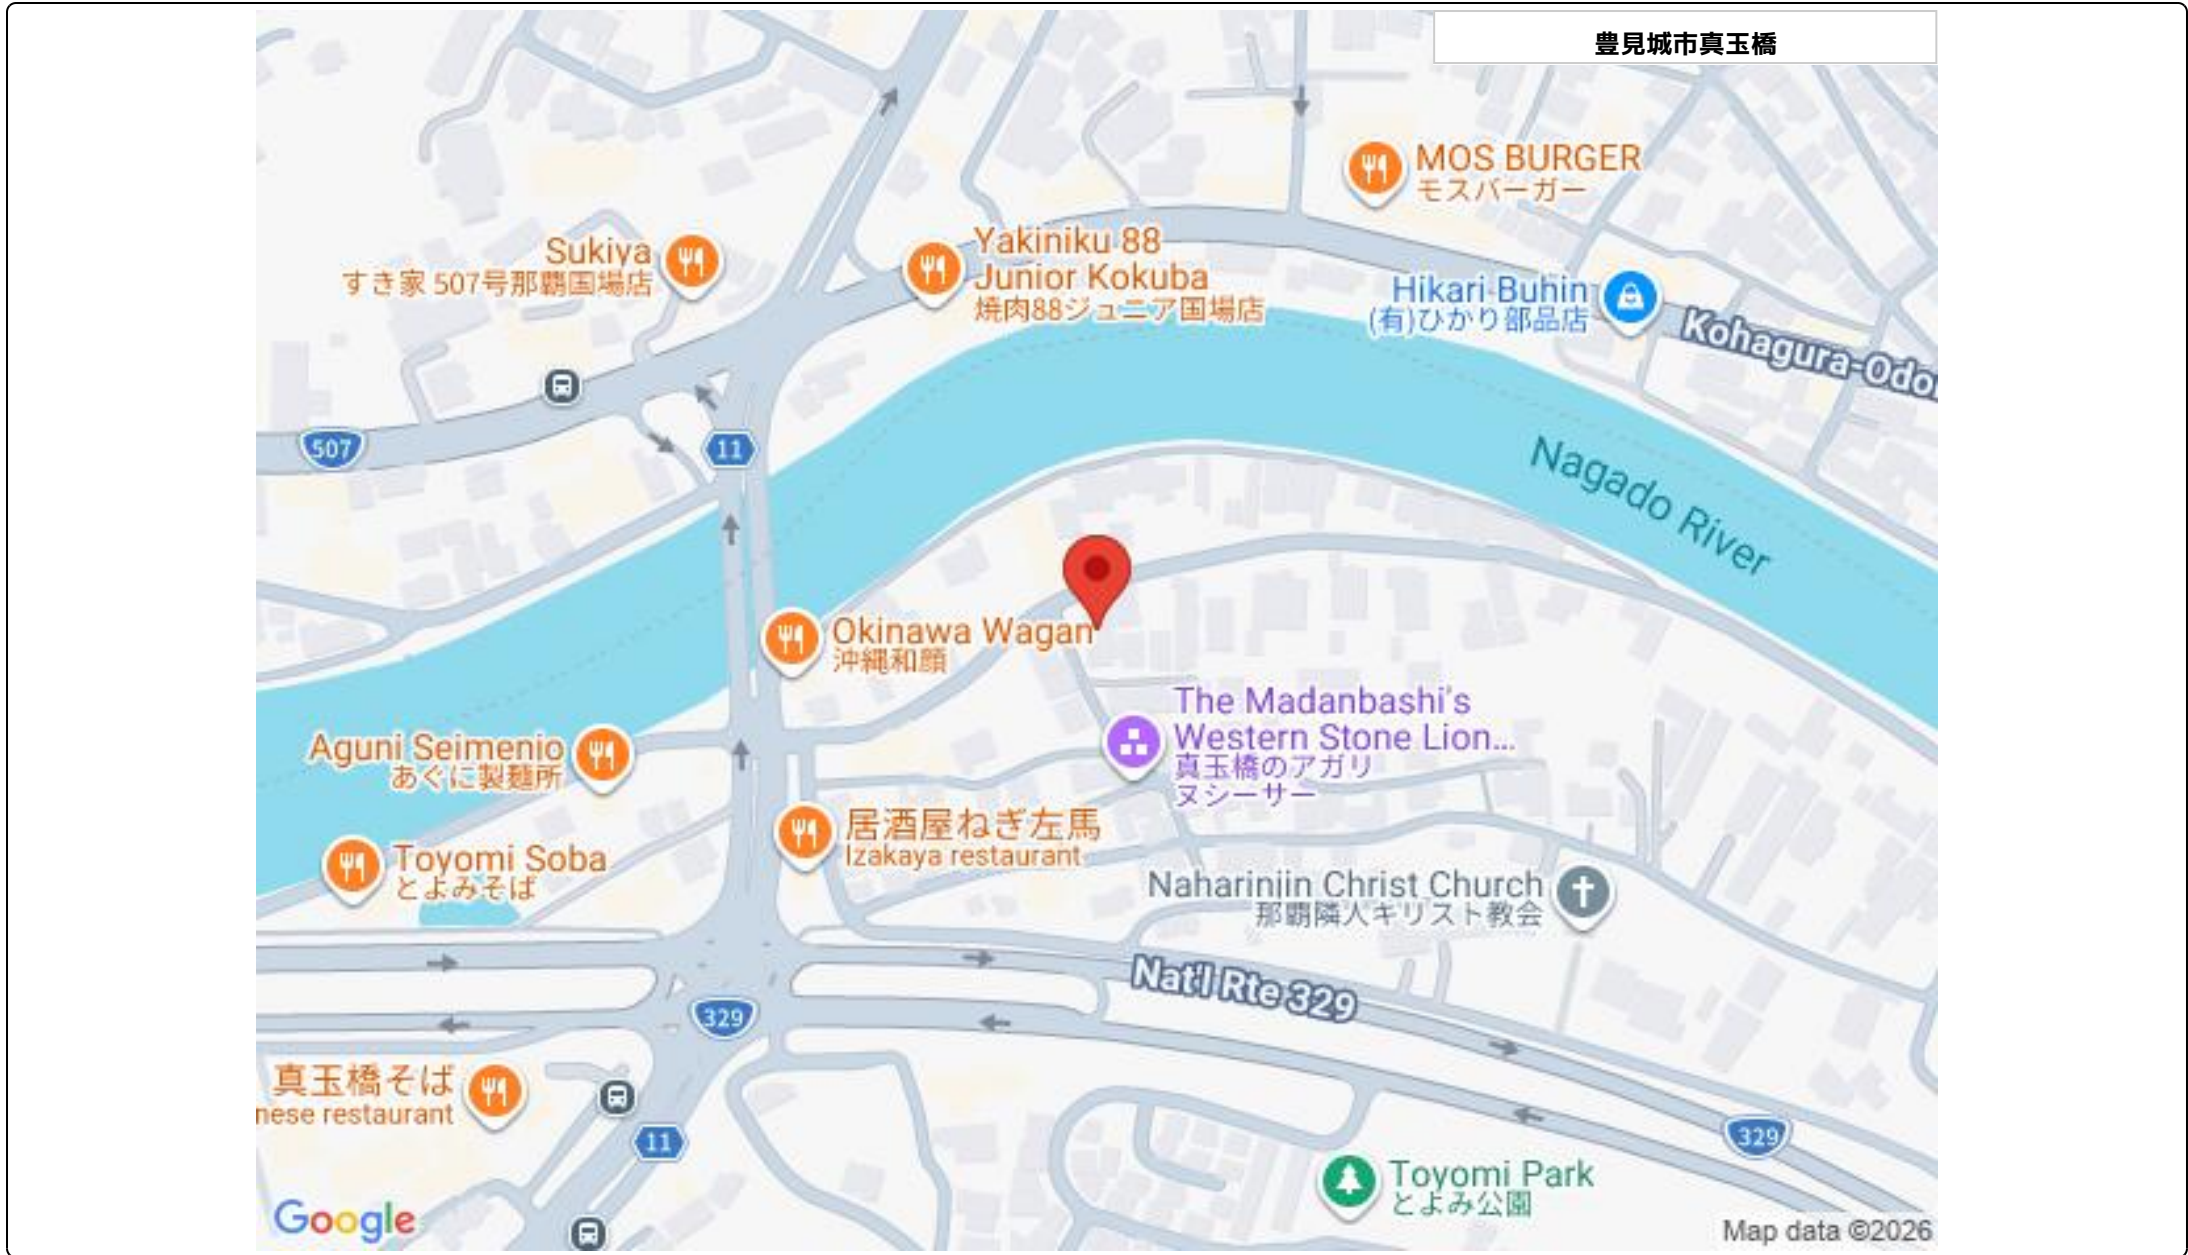 豊見城市真玉橋
MOS BURGER
モスバーガー
Sukiya
すき家 507号那覇国場店
Yakiniku 88
Junior Kokuba
焼肉88ジュニア国場店
Hikari Buhin
(有)ひかり部品店
Kohagura-Odo
507
11
Nagado River
Okinawa Wagan
沖縄和顔
The Madanbashi's
Western Stone Lion...
真玉橋のアガリ
ヌシーサー
Aguni Seimenjo
あぐに製麺所
居酒屋ねぎ左馬
Izakaya restaurant
Toyomi Soba
とよみそば
Naharinjin Christ Church
那覇隣人キリスト教会
Nat'l Rte 329
329
真玉橋そば
nese restaurant
11
329
Toyomi Park
とよみ公園
Google
Map data ©2026